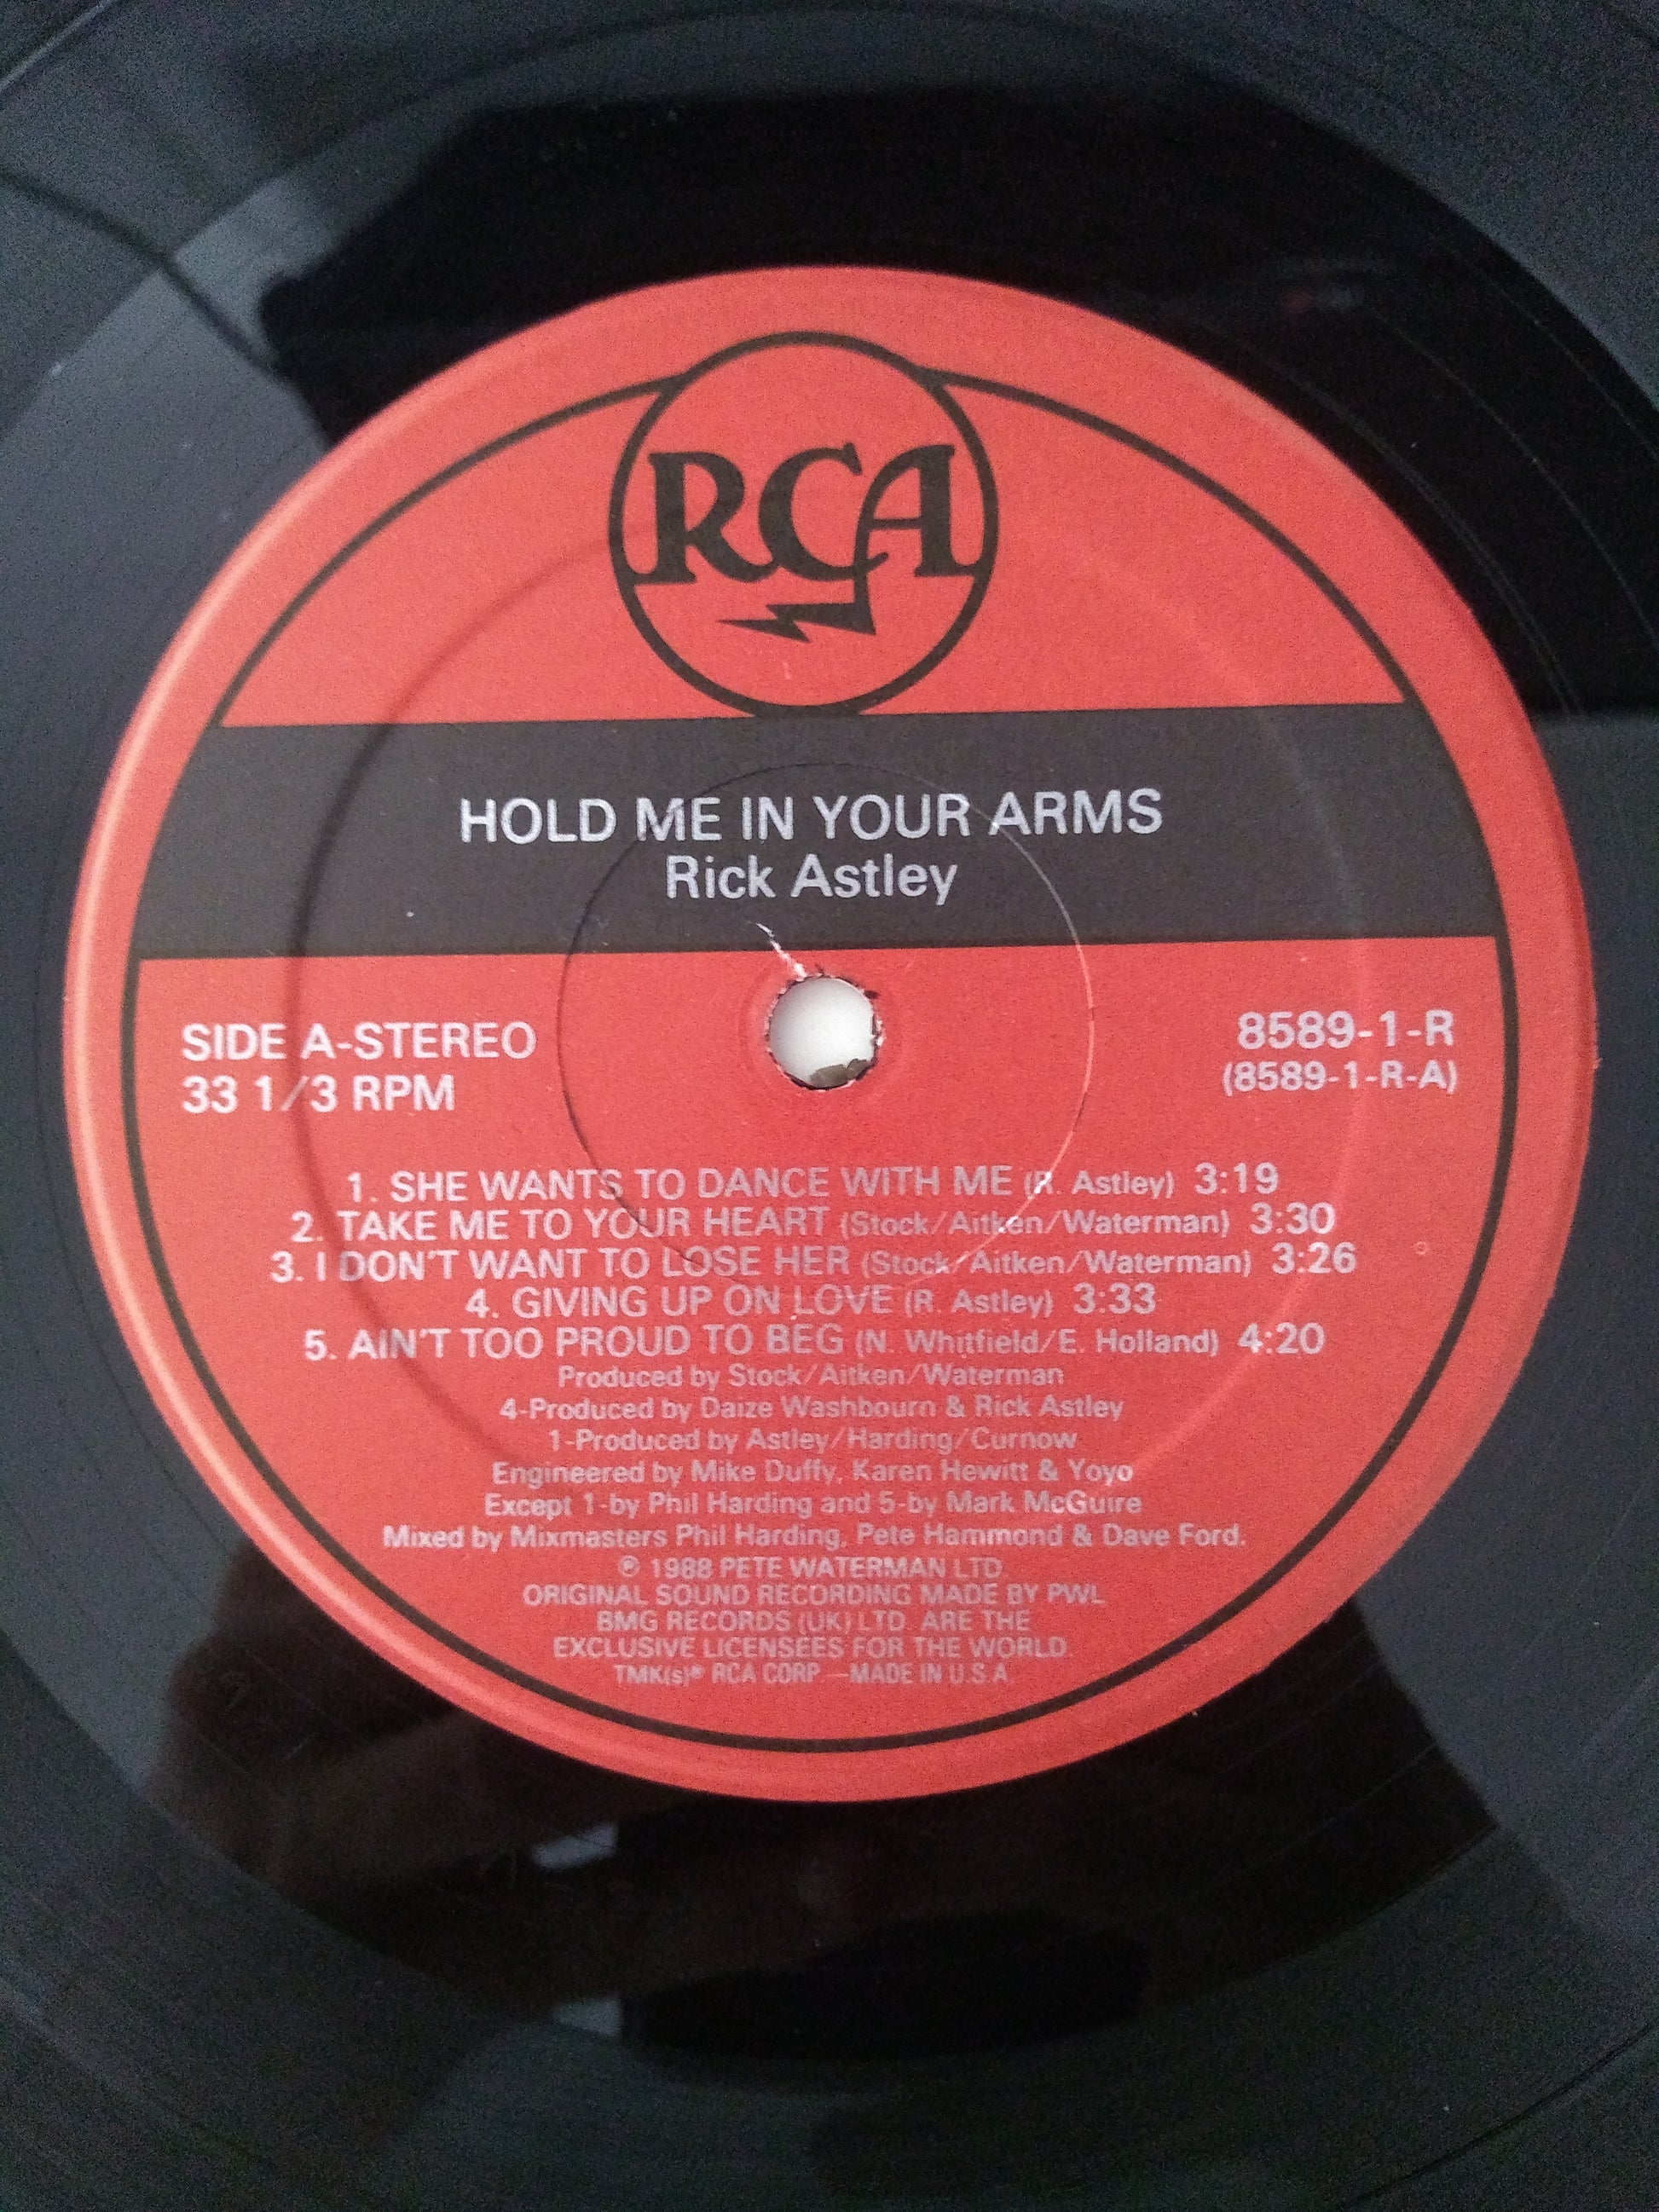 RCA
HOLD ME IN YOUR ARMS
Rick Astley
SIDE A-STEREO
33 1/3 RPM
8589-1-R
(8589-1-R-A)
1. SHE WANTS TO DANCE WITH ME (R. Astley) 3:19
2. TAKE ME TO YOUR HEART (Stock/Aitken/Waterman) 3:30
3. I DON'T WANT TO LOSE HER (Stock/Aitken/Waterman) 3:26
4. GIVING UP ON LOVE (R. Astley) 3:33
5. AIN'T TOO PROUD TO BEG (N. Whitfield/E. Holland) 4:20
Produced by Stock/Aitken/Waterman
4-Produced by Daize Washbourn & Rick Astley
1-Produced by Astley/Harding/Curnow
Engineered by Mike Duffy, Karen Hewitt & Yoyo
Except 1-by Phil Harding and 5-by Mark McGuire
Mixed by Mixmasters Phil Harding, Pete Hammond & Dave Ford.
℗ 1988 PETE WATERMAN LTD.
ORIGINAL SOUND RECORDING MADE BY PWL
BMG RECORDS (UK) LTD. ARE THE
EXCLUSIVE LICENSEES FOR THE WORLD.
TMK(s)® RCA CORP —MADE IN U.S.A.